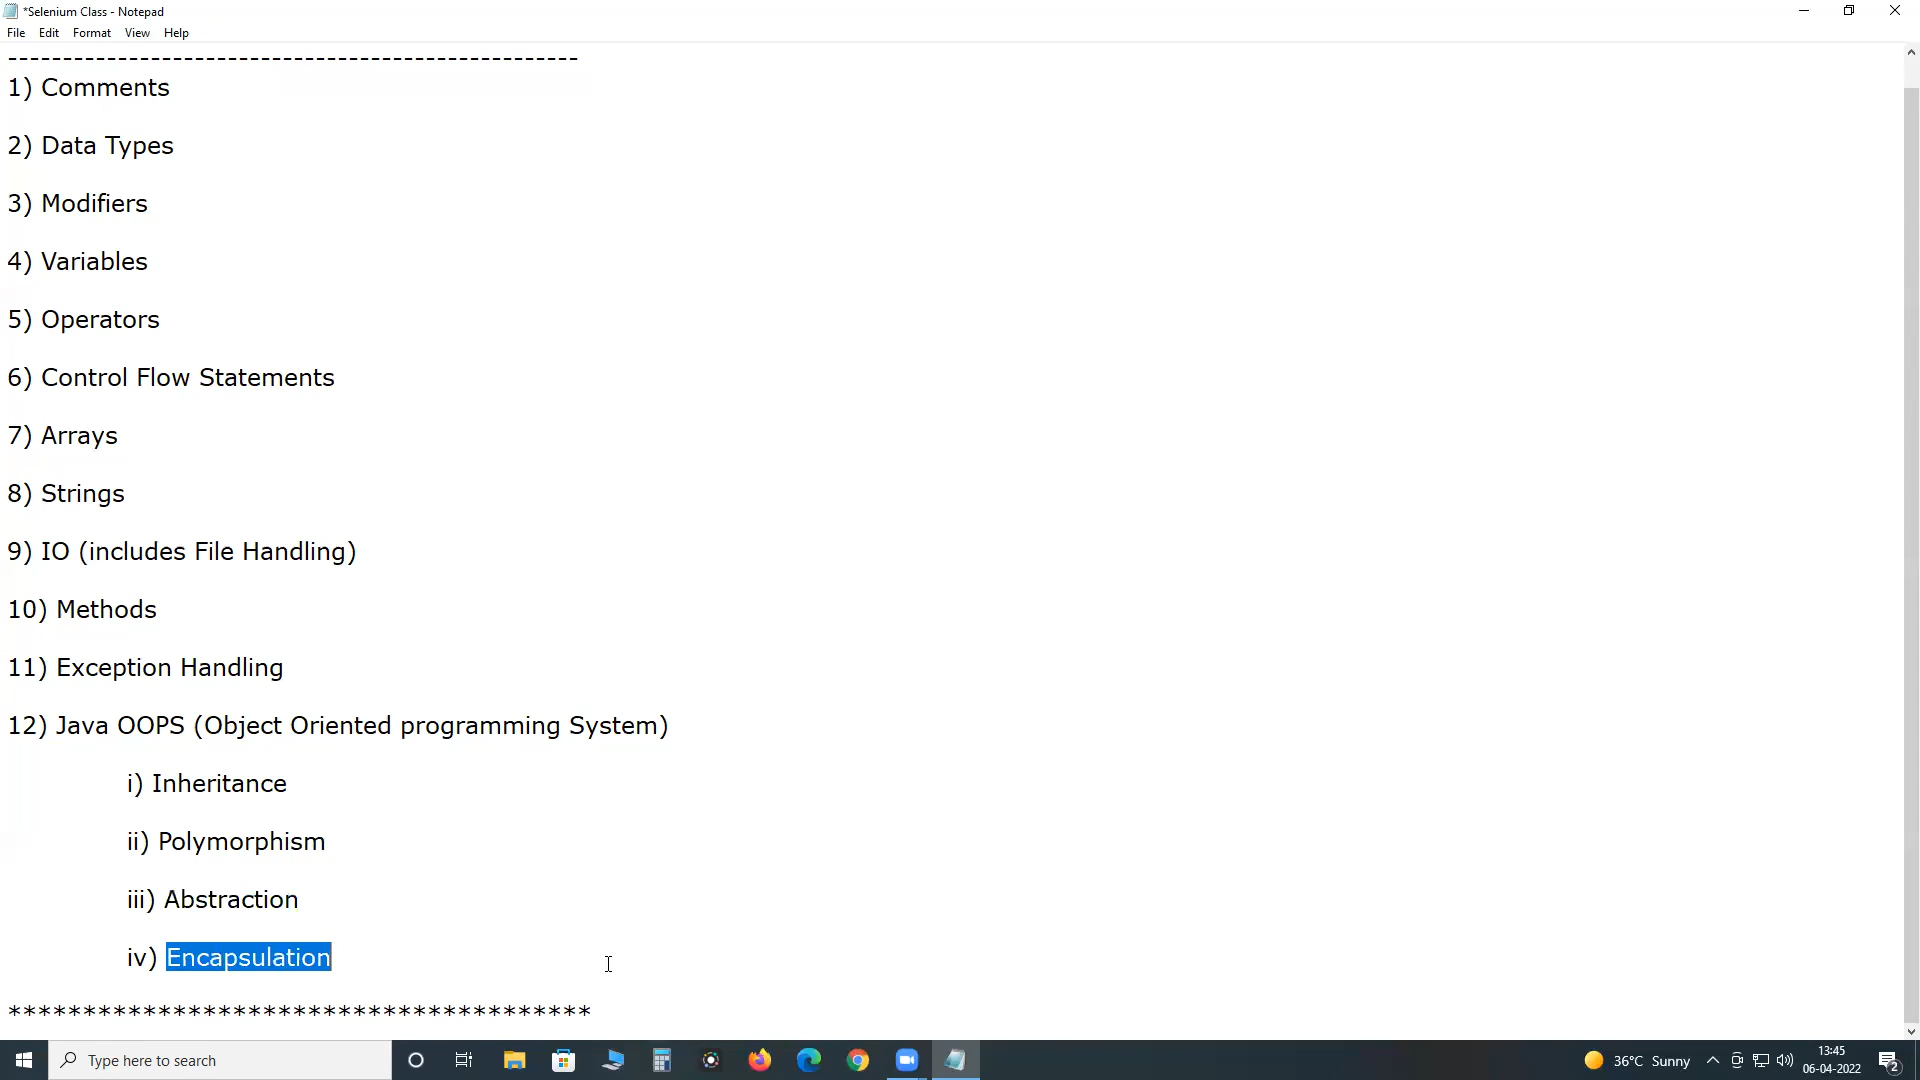 *Selenium Class - Notepad
File Edit Format View Help
----------------------------------------------------
1) Comments
2) Data Types
3) Modifiers
4) Variables
5) Operators
6) Control Flow Statements
7) Arrays
8) Strings
9) IO (includes File Handling)
10) Methods
11) Exception Handling
12) Java OOPS (Object Oriented programming System)
i) Inheritance
ii) Polymorphism
iii) Abstraction
iv) Encapsulation
***************************************
Type here to search
36°C Sunny
13:45
06-04-2022
2